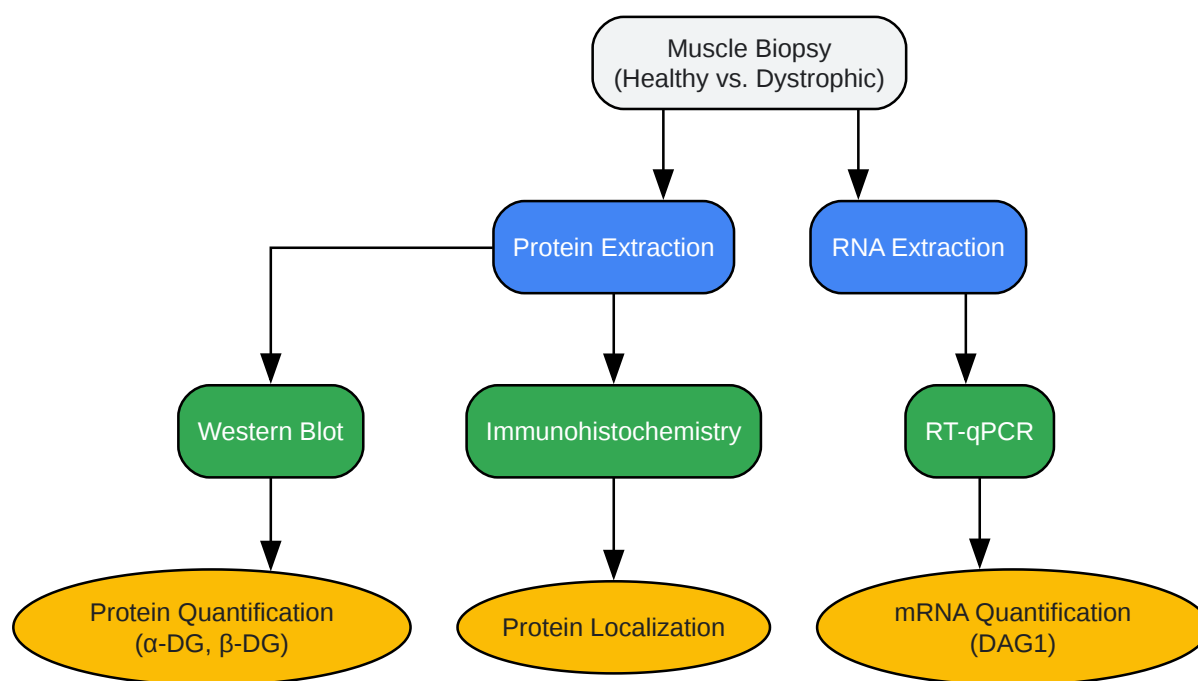 Muscle Biopsy
(Healthy vs. Dystrophic)
Protein Extraction
RNA Extraction
Western Blot
Immunohistochemistry
RT-qPCR
Protein Quantification
(α-DG, β-DG)
Protein Localization
mRNA Quantification
(DAG1)